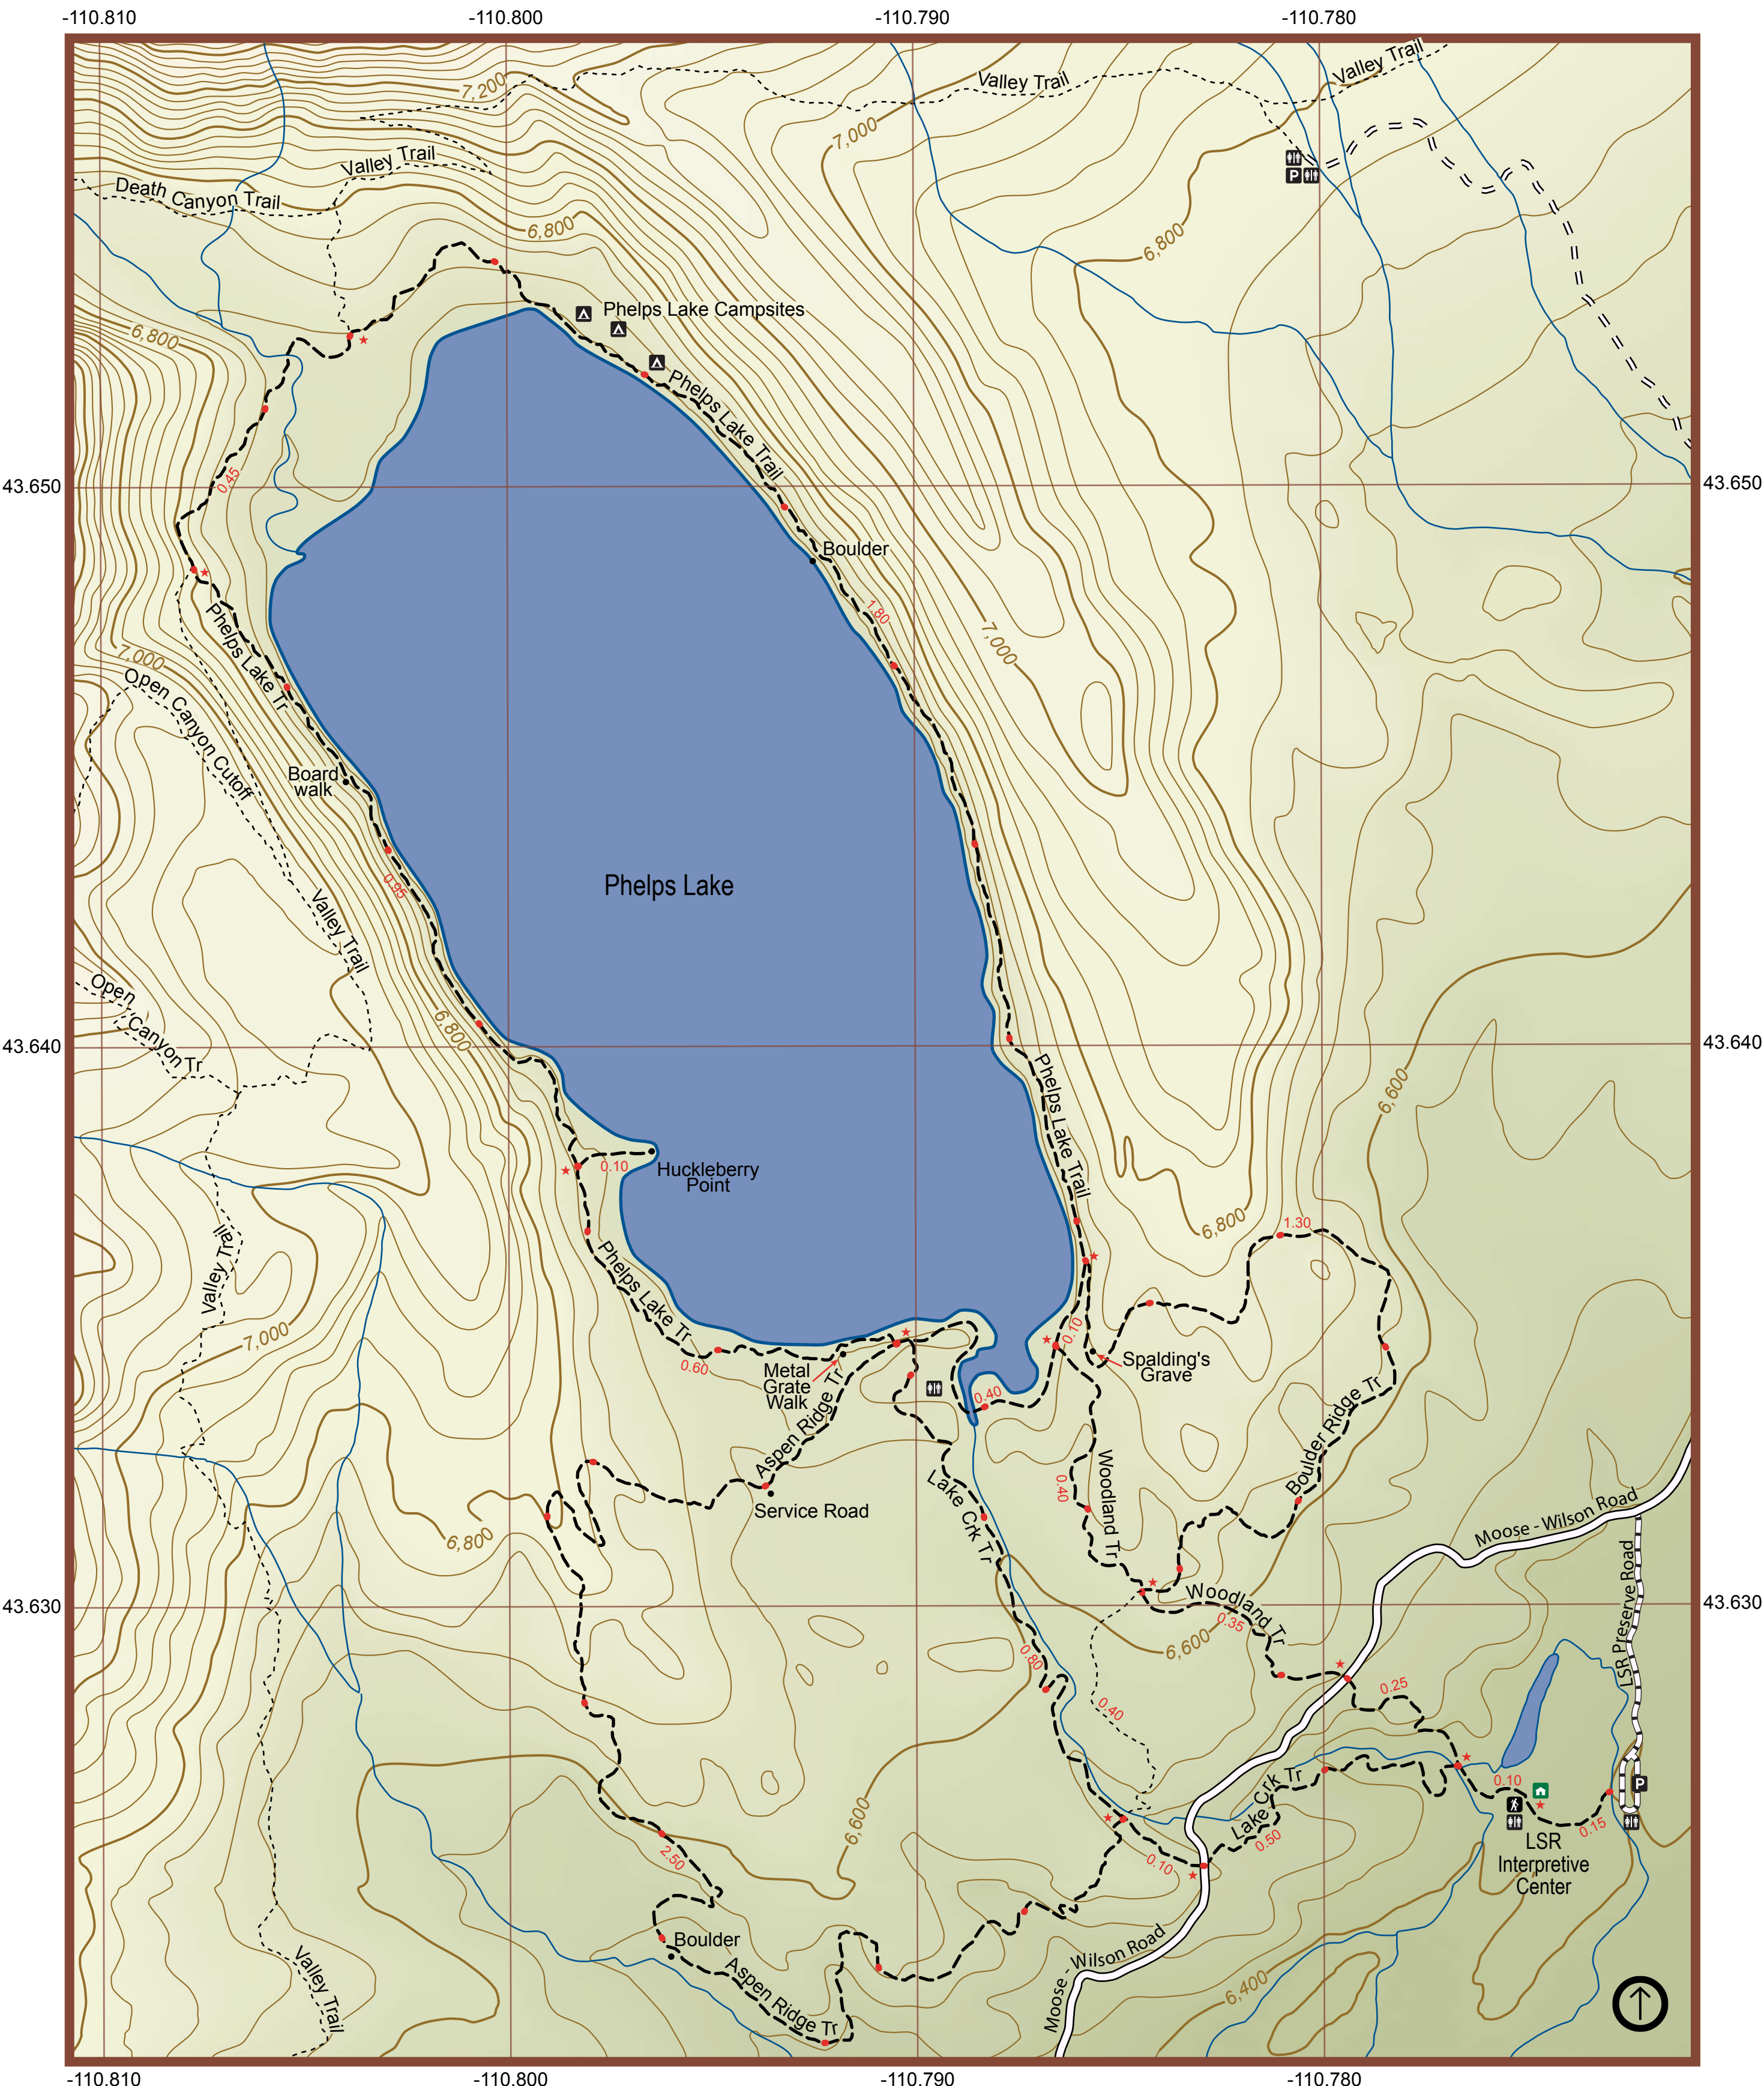 -110.810
-110.800
-110.790
-110.780
7,200
Valley Trail
Valley Trail
7,000
Valley Trail
Death Canyon Trail
P
6,800
6,800
Phelps Lake Campsites
6,800
Phelps Lake Trail
0.45
43.650
43.650
Boulder
1.80
Phelps Lake Tr
7,000
7,000
Open Canyon Cutoff
Board
walk
Phelps Lake
0.95
Valley Trail
Open
Canyon Tr
6,800
43.640
43.640
Phelps Lake Trail
6,600
0.10
Huckleberry
Point
6,800
1.30
Valley Trail
Phelps Lake Tr
7,000
0.60
Metal
Grate
Walk
0.10
Spalding's
Grave
0.40
Aspen Ridge Tr
Boulder Ridge Tr
Service Road
Lake Crk Tr
0.40
Woodland Tr
6,800
Moose - Wilson Road
LSR Preserve Road
43.630
43.630
Woodland Tr
0.35
6,600
0.80
0.40
0.25
0.10
P
Lake Crk Tr
0.50
0.15
6,600
LSR
Interpretive
Center
2.50
0.10
Boulder
Aspen Ridge Tr
Valley Trail
Moose - Wilson Road
6,400
-110.810
-110.800
-110.790
-110.780